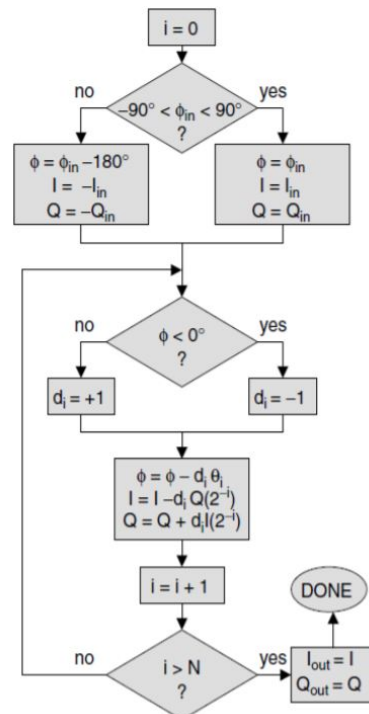 i = 0
no
yes
−90° < ϕin < 90°
?
ϕ = ϕin −180°
I = −Iin
Q = −Qin
ϕ = ϕin
I = Iin
Q = Qin
no
yes
ϕ < 0°
?
di = +1
di = −1
ϕ = ϕ − di θi
I = I −di Q(2−i)
Q = Q + diI(2−i)
i = i + 1
DONE
no
yes
i > N
?
Iout = I
Qout = Q